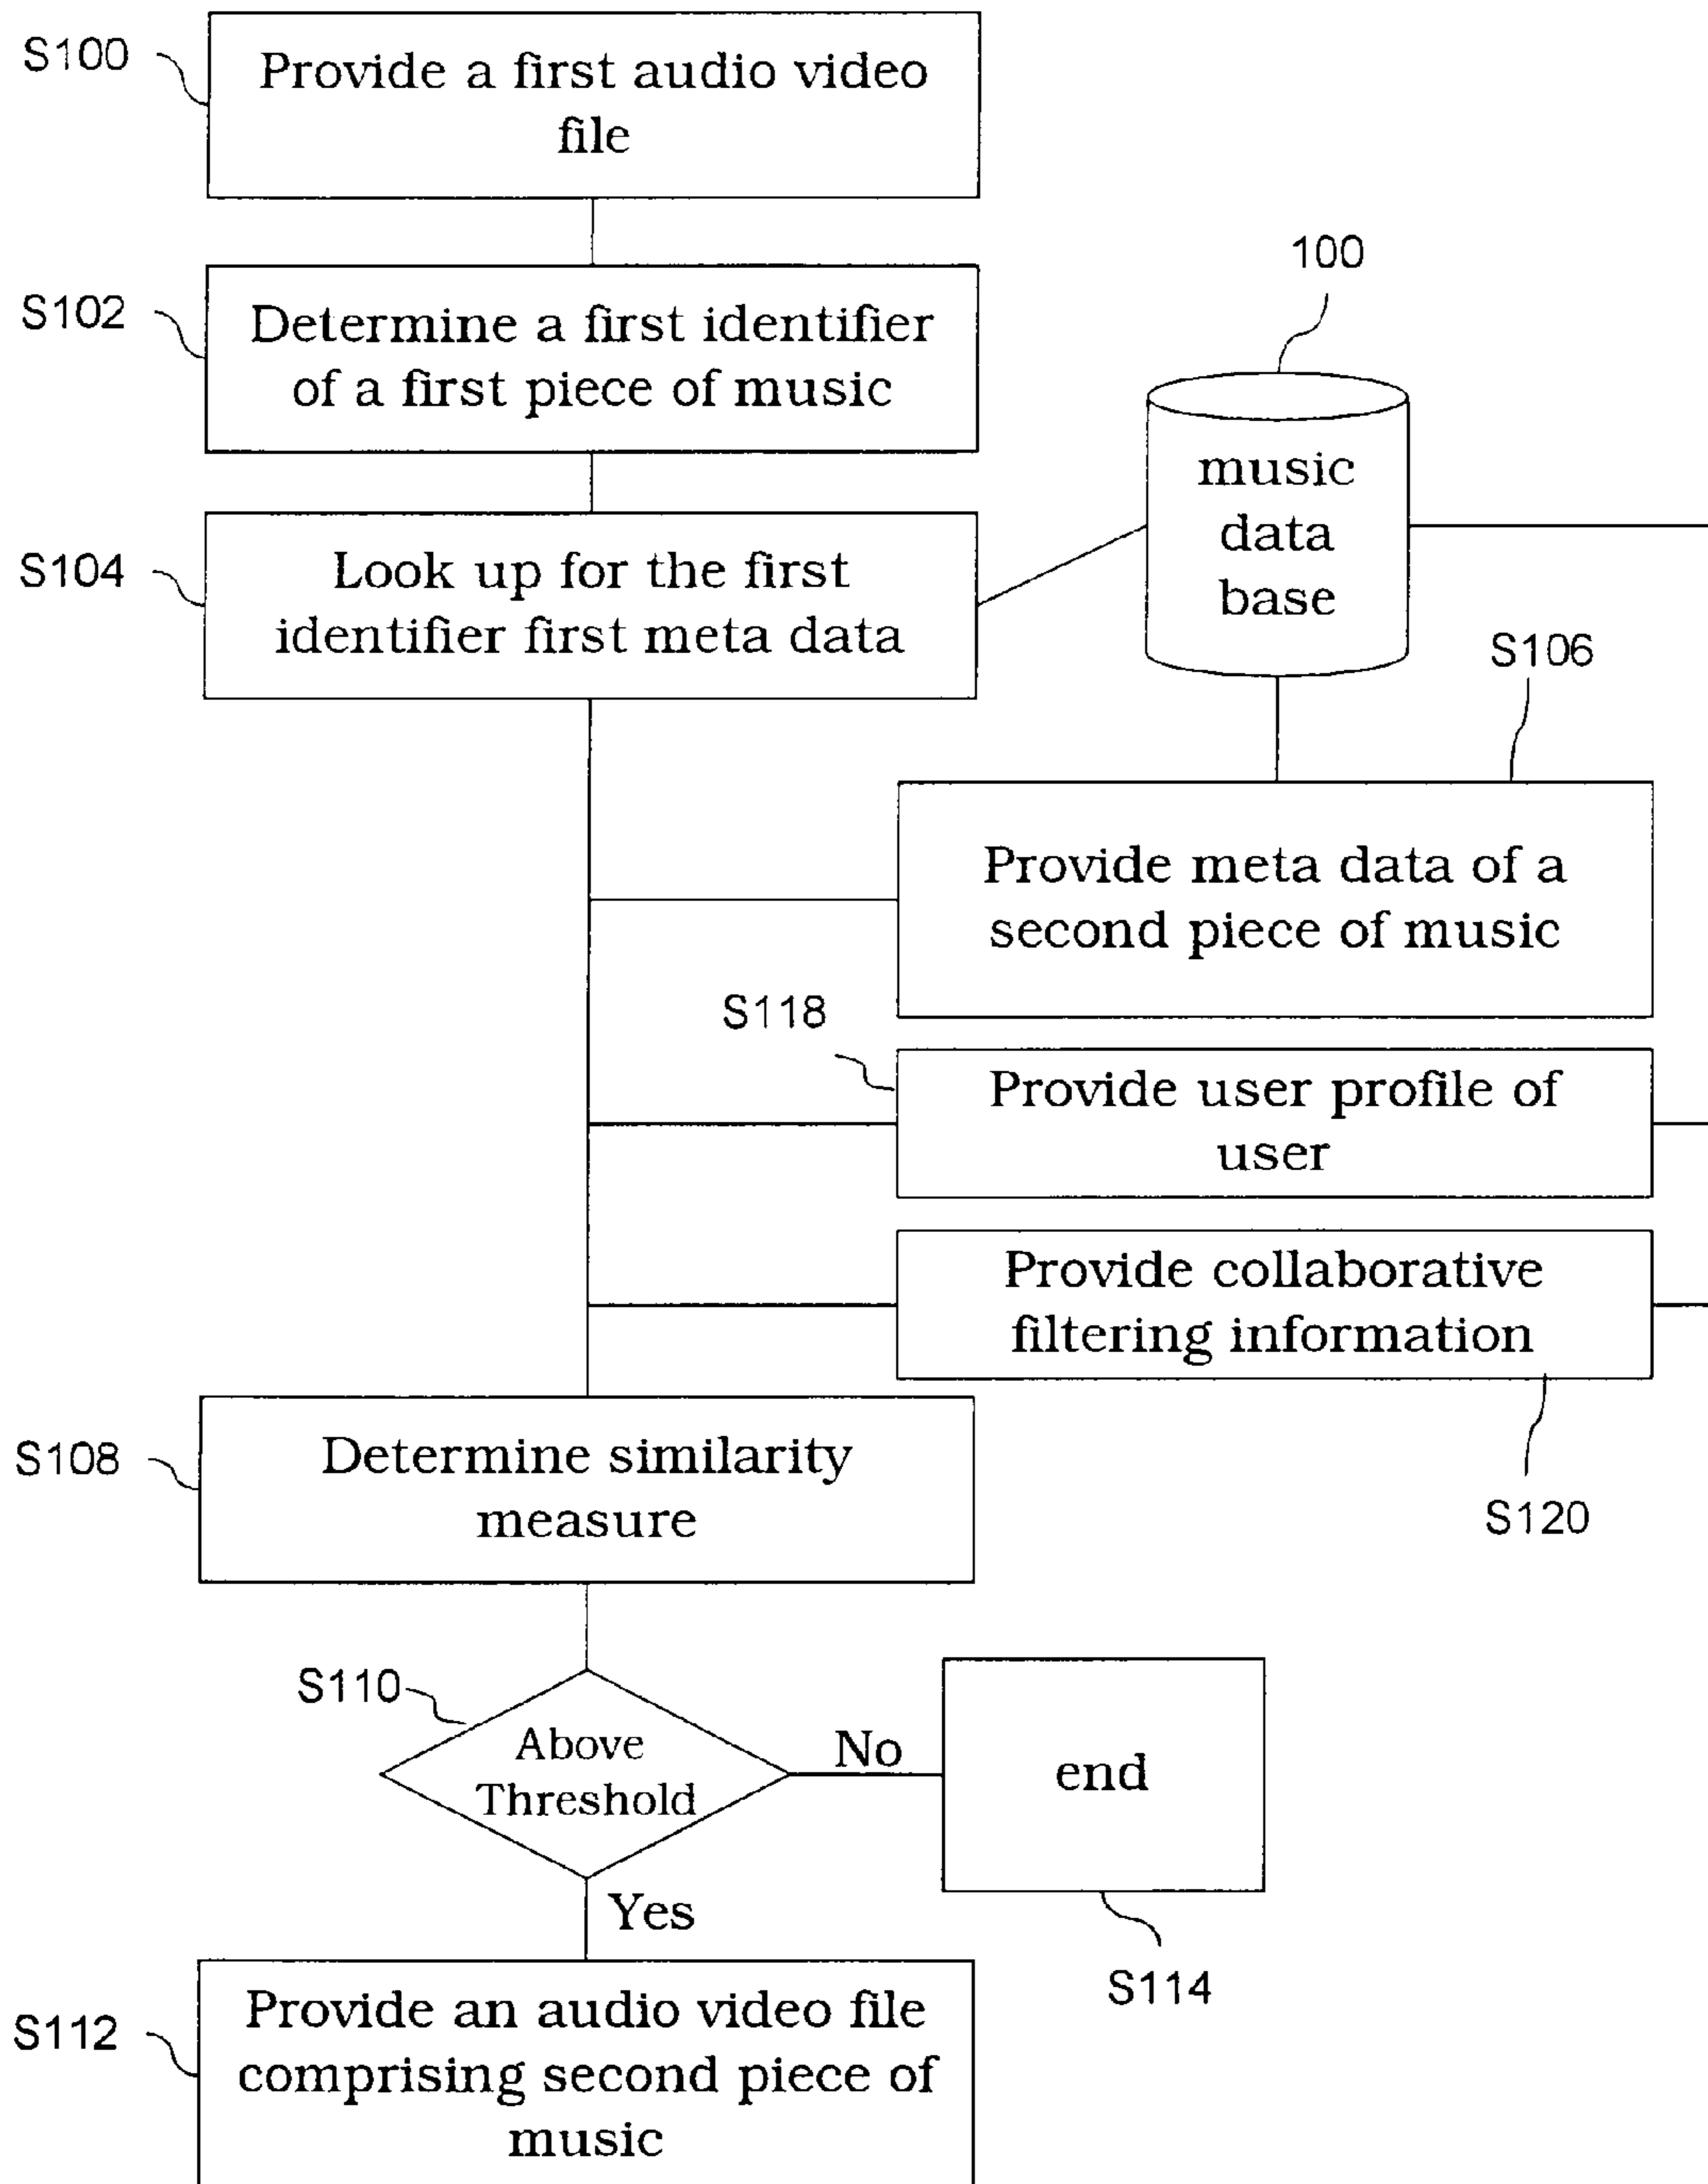 S100
Provide a first audio video
file
S102
Determine a first identifier
of a first piece of music
100
music
data
base
S104
Look up for the first
identifier first meta data
S106
Provide meta data of a
second piece of music
S118
Provide user profile of
user
Provide collaborative
filtering information
S120
S108
Determine similarity
measure
S110
Above
Threshold
No
end
S114
Yes
S112
Provide an audio video file
comprising second piece of
music